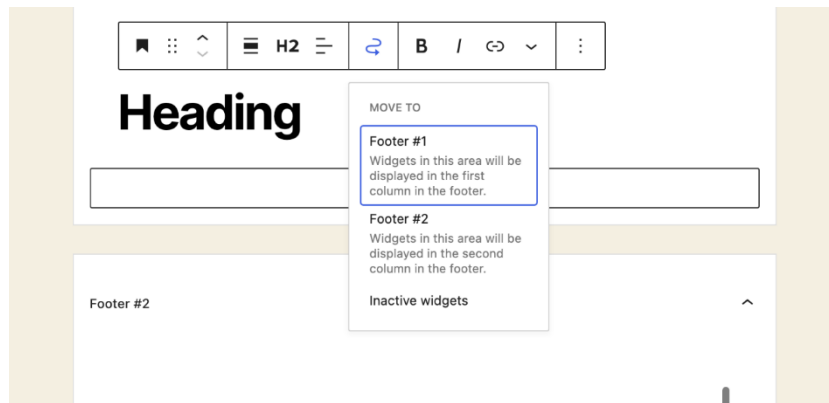 H2
B I
Heading
MOVE TO
Footer #1
Widgets in this area will be
displayed in the first
column in the footer.
Footer #2
Widgets in this area will be
displayed in the second
column in the footer.
Inactive widgets
Footer #2